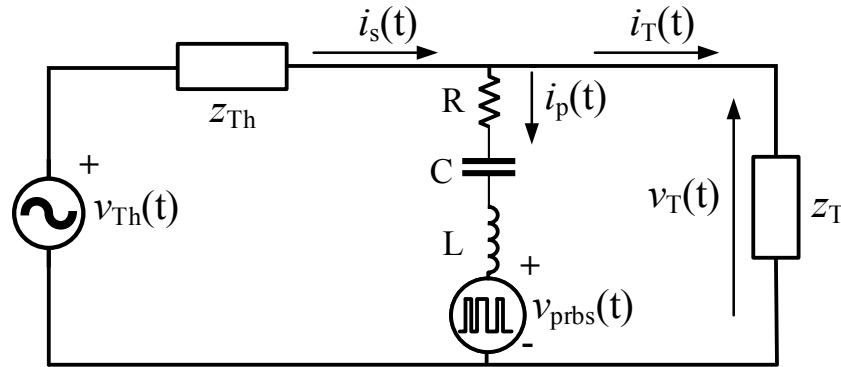 i_s(t)
i_T(t)
z_Th
R
i_p(t)
+
v_Th(t)
C
v_T(t)
z_T
L
+
v_prbs(t)
-